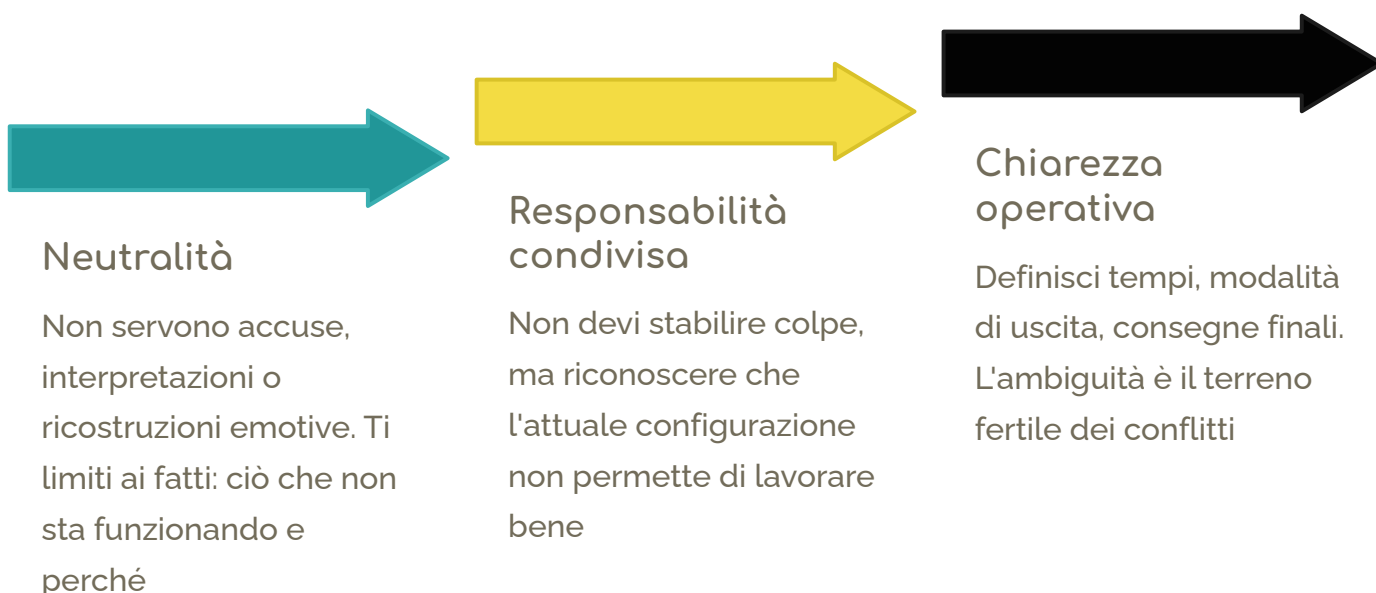 Neutralità
Non servono accuse,
interpretazioni o
ricostruzioni emotive. Ti
limiti ai fatti: ciò che non
sta funzionando e
perché
Responsabilità
condivisa
Non devi stabilire colpe,
ma riconoscere che
l'attuale configurazione
non permette di lavorare
bene
Chiarezza
operativa
Definisci tempi, modalità
di uscita, consegne finali.
L'ambiguità è il terreno
fertile dei conflitti